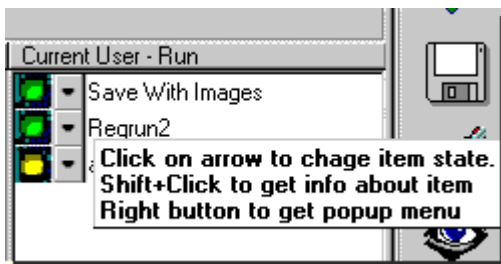 Current User - Run
Save With Images
Regrun2
Click on arrow to chage item state.
Shift+Click to get info about item
Right button to get popup menu